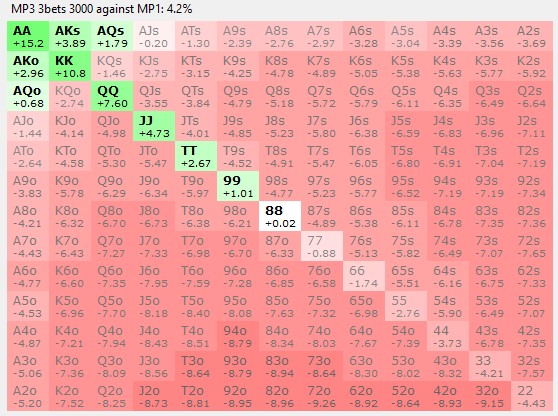 MP3 3bets 3000 against MP1: 4.2%
AA AKs AQs AJs ATs A9s A8s A7s A6s A5s A4s A3s A2s
+15.2 +3.89 +1.79 -0.20 -1.30 -2.39 -2.76 -2.97 -3.28 -3.04 -3.39 -3.56 -3.69
AKo KK KQs KJs KTs K9s K8s K7s K6s K5s K4s K3s K2s
+2.96 +10.8 -1.46 -2.75 -3.15 -4.25 -4.78 -4.89 -5.05 -5.38 -5.63 -5.77 -5.92
AQo KQo QQ QJs QTs Q9s Q8s Q7s Q6s Q5s Q4s Q3s Q2s
+0.68 -2.74 +7.60 -3.55 -3.84 -4.79 -5.18 -5.72 -5.79 -6.11 -6.35 -6.49 -6.64
AJo KJo QJo JJ JTs J9s J8s J7s J6s J5s J4s J3s J2s
-1.44 -4.14 -4.98 +4.73 -4.01 -4.85 -5.23 -5.80 -6.38 -6.59 -6.83 -6.96 -7.11
ATo KTo QTo JTo TT T9s T8s T7s T6s T5s T4s T3s T2s
-2.64 -4.58 -5.30 -5.47 +2.67 -4.52 -4.91 -5.47 -6.05 -6.80 -6.91 -7.04 -7.19
A9o K9o Q9o J9o T9o 99 98s 97s 96s 95s 94s 93s 92s
-3.83 -5.78 -6.29 -6.34 -5.97 +1.01 -4.77 -5.23 -5.77 -6.52 -7.19 -7.19 -7.34
A8o K8o Q8o J8o T8o 98o 88 87s 86s 85s 84s 83s 82s
-4.21 -6.32 -6.70 -6.73 -6.38 -6.21 +0.02 -4.89 -5.42 -6.11 -6.78 -7.35 -7.36
A7o K7o Q7o J7o T7o 97o 87o 77 76s 75s 74s 73s 72s
-4.43 -6.43 -7.27 -7.33 -6.98 -6.70 -6.33 -0.88 -5.13 -5.82 -6.49 -7.07 -7.65
A6o K6o Q6o J6o T6o 96o 86o 76o 66 65s 64s 63s 62s
-4.77 -6.60 -7.35 -7.95 -7.59 -7.28 -6.85 -6.58 -1.74 -5.51 -6.16 -6.75 -7.33
A5o K5o Q5o J5o T5o 95o 85o 75o 65o 55 54s 53s 52s
-4.53 -6.96 -7.70 -8.18 -8.40 -8.08 -7.63 -7.32 -6.98 -2.76 -5.90 -6.49 -7.07
A4o K4o Q4o J4o T4o 94o 84o 74o 64o 54o 44 43s 42s
-4.87 -7.21 -7.94 -8.43 -8.51 -8.79 -8.34 -8.03 -7.67 -7.39 -3.73 -6.78 -7.35
A3o K3o Q3o J3o T3o 93o 83o 73o 63o 53o 43o 33 32s
-5.06 -7.36 -8.09 -8.56 -8.64 -8.79 -8.94 -8.64 -8.30 -8.02 -8.32 -4.21 -7.57
A2o K2o Q2o J2o T2o 92o 82o 72o 62o 52o 42o 32o 22
-5.20 -7.52 -8.25 -8.73 -8.81 -8.95 -8.96 -9.26 -8.92 -8.64 -8.93 -9.15 -4.43